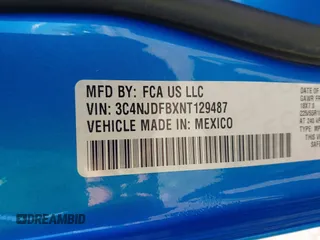 MFD BY: FCA US LLC
VIN: 3C4NJDFBXNT129487
VEHICLE MADE IN: MEXICO
DREAMBID